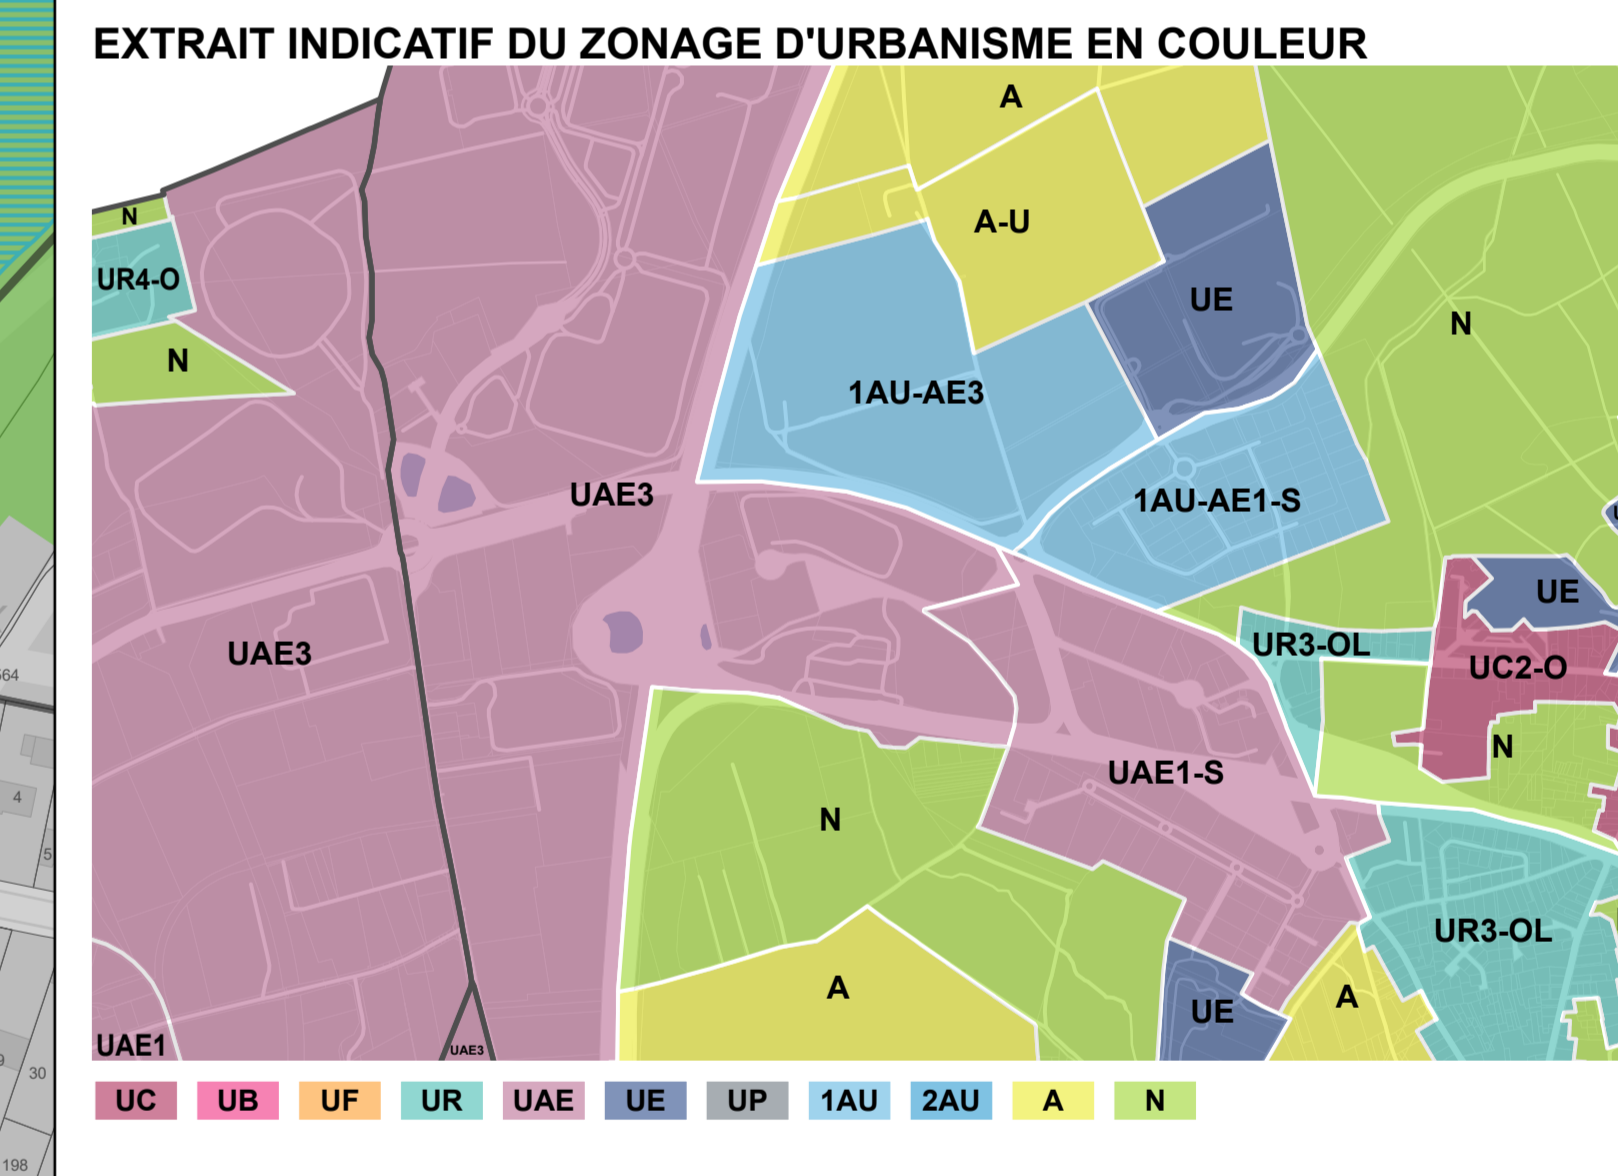 EXTRAIT INDICATIF DU ZONAGE D'URBANISME EN COULEUR
A
N
A-U
UR4-O
UE
N
N
1AU-AE3
UAE3
1AU-AE1-S
UE
UR3-OL
UAE3
UC2-O
564
N
UAE1-S
4
N
5
UR3-OL
A
A
UE
UAE1
UAE3
30
UC UB UF UR UAE UE UP 1AU 2AU A N
198